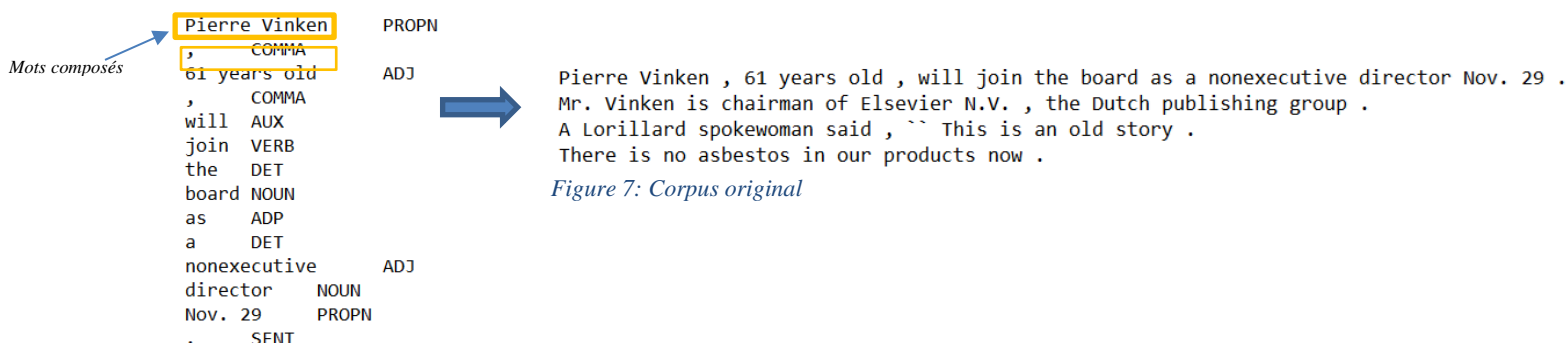 Mots composés
Pierre Vinken PROPN
, COMMA
61 years old ADJ
, COMMA
will AUX
join VERB
the DET
board NOUN
as ADP
a DET
nonexecutive ADJ
director NOUN
Nov. 29 PROPN
. SENT
Pierre Vinken , 61 years old , will join the board as a nonexecutive director Nov. 29 .
Mr. Vinken is chairman of Elsevier N.V. , the Dutch publishing group .
A Lorillard spokewoman said , `` This is an old story .
There is no asbestos in our products now .
Figure 7: Corpus original